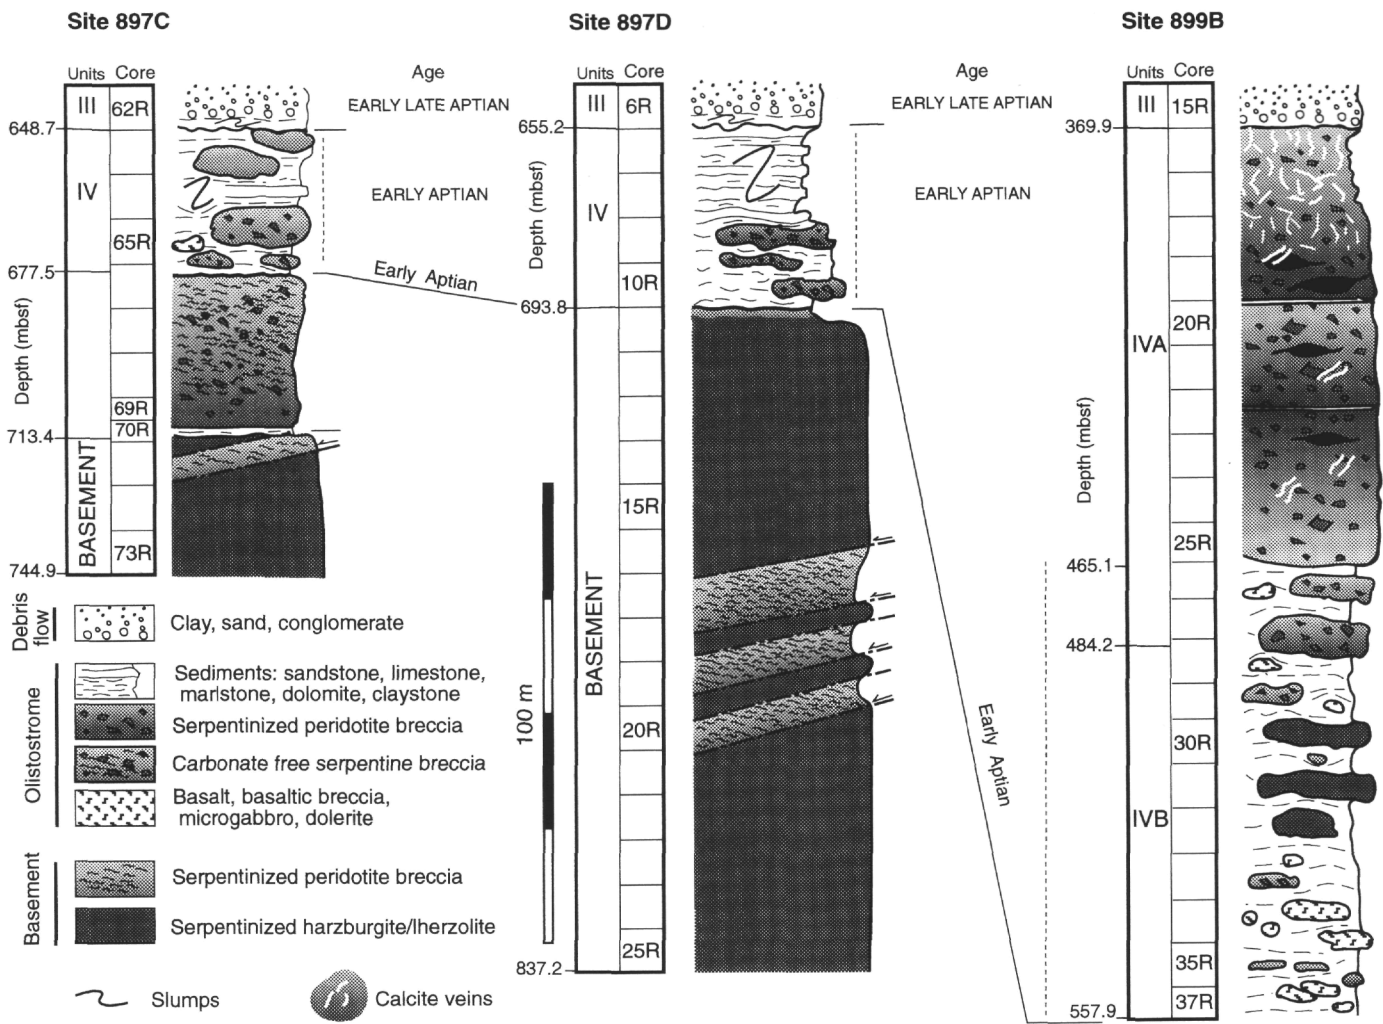 Site 897C
Units Core
Age
III
62R
EARLY LATE APTIAN
648.7
IV
EARLY APTIAN
65R
677.5
Early Aptian
Depth (mbsf)
69R
70R
713.4
BASEMENT
73R
744.9
Site 897D
Units Core
Age
III
6R
EARLY LATE APTIAN
655.2
Depth (mbsf)
IV
EARLY APTIAN
10R
693.8
15R
BASEMENT
20R
25R
837.2
100 m
Early Aptian
Site 899B
Units Core
III
15R
369.9
20R
IVA
Depth (mbsf)
25R
465.1
484.2
30R
IVB
35R
37R
557.9
Debris
flow
Clay, sand, conglomerate
Olistostrome
Sediments: sandstone, limestone,
marlstone, dolomite, claystone
Serpentinized peridotite breccia
Carbonate free serpentine breccia
Basalt, basaltic breccia,
microgabbro, dolerite
Basement
Serpentinized peridotite breccia
Serpentinized harzburgite/lherzolite
Slumps
Calcite veins